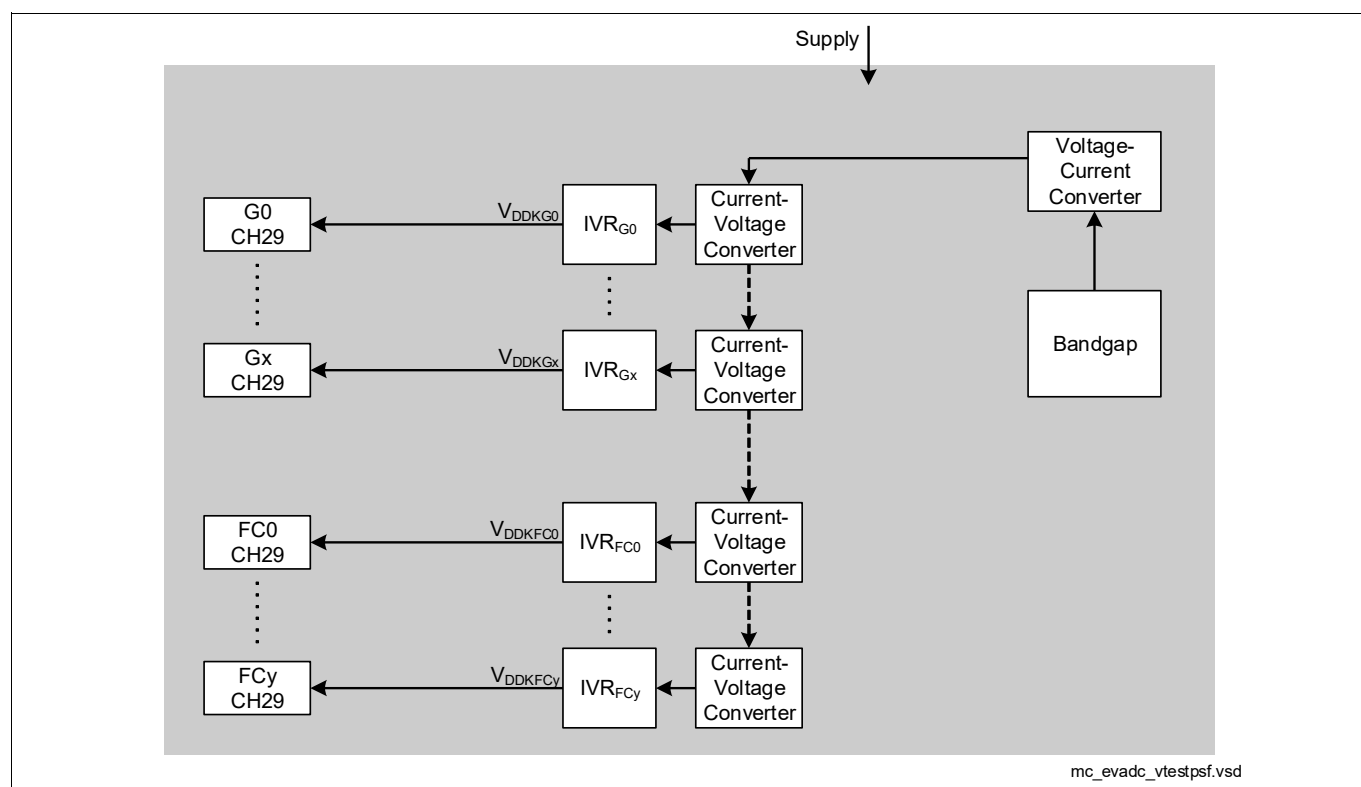 Supply
Voltage-
Current
Converter
G0
CH29
VDDKG0
IVRG0
Current-
Voltage
Converter
Gx
CH29
VDDKGx
IVRGx
Current-
Voltage
Converter
Bandgap
FC0
CH29
VDDKFC0
IVRFC0
Current-
Voltage
Converter
FCy
CH29
VDDKFCy
IVRFCy
Current-
Voltage
Converter
mc_evadc_vtestpsf.vsd